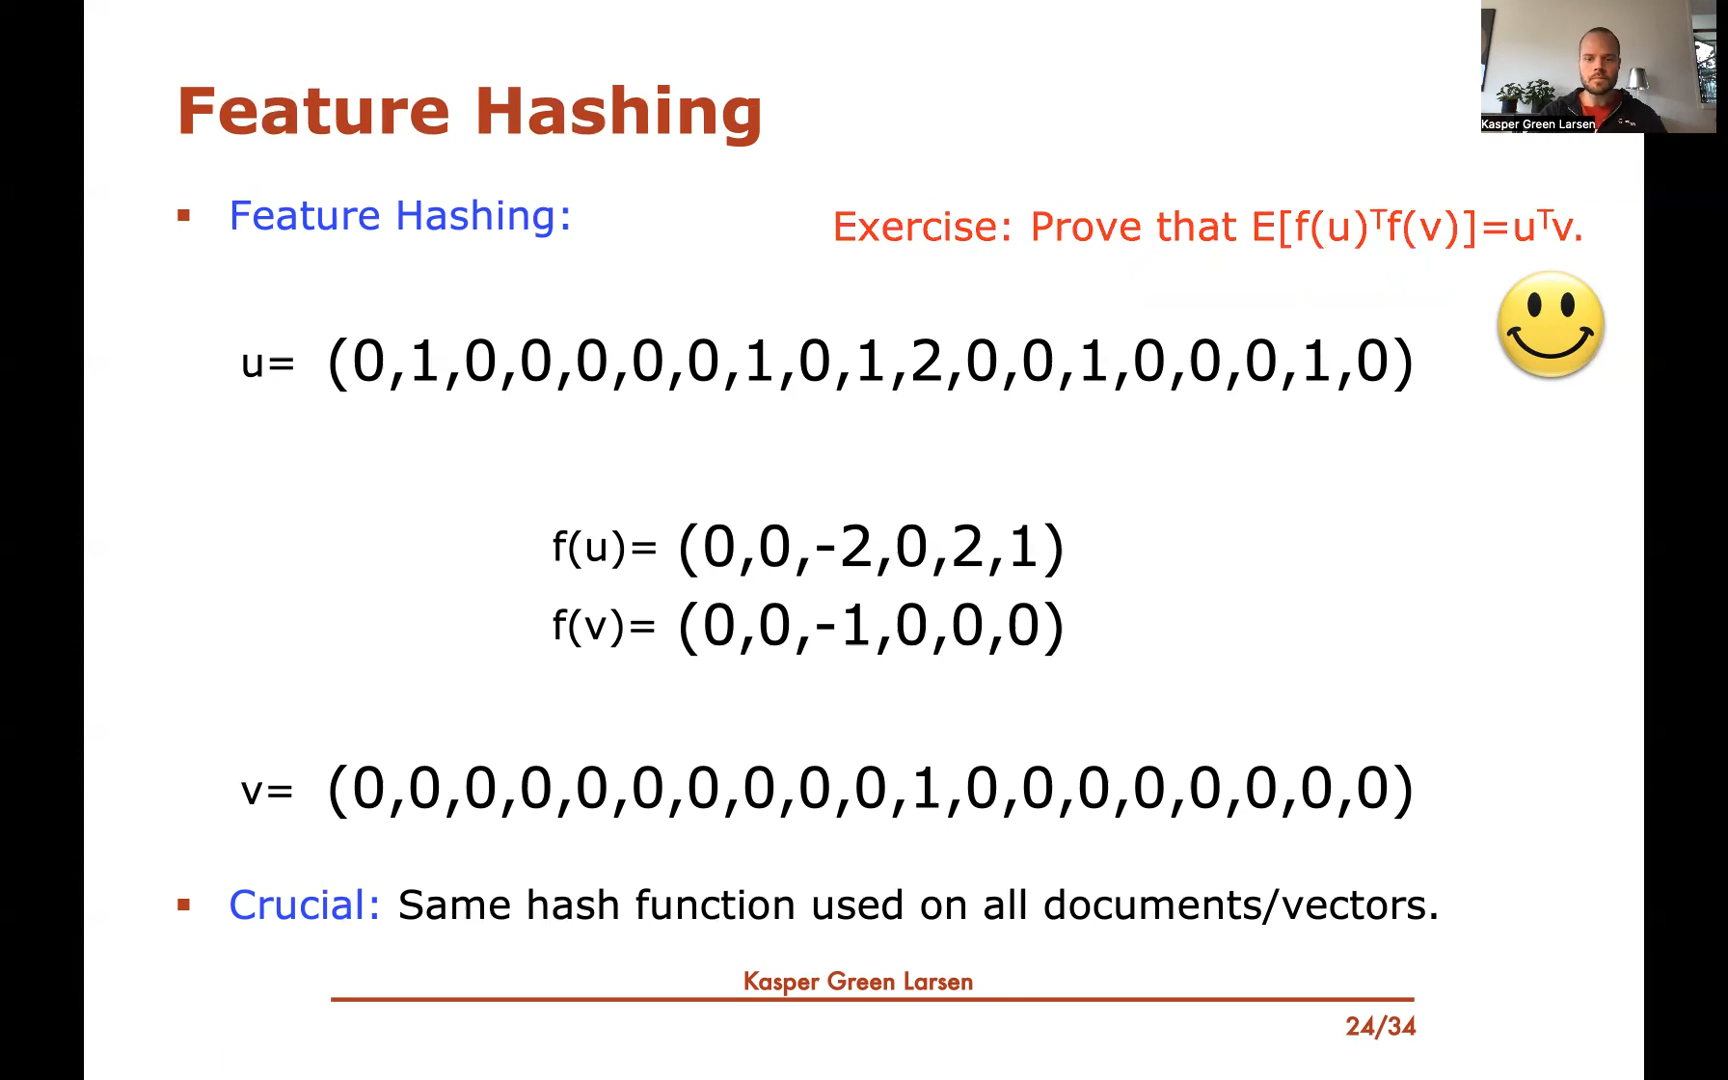 Feature Hashing
Kasper Green Larsen
Feature Hashing:
Exercise: Prove that E[f(u)ᵀf(v)]=uᵀv.
u= (0,1,0,0,0,0,0,1,0,1,2,0,0,1,0,0,0,1,0)
f(u)= (0,0,-2,0,2,1)
f(v)= (0,0,-1,0,0,0)
v= (0,0,0,0,0,0,0,0,0,0,1,0,0,0,0,0,0,0,0)
Crucial: Same hash function used on all documents/vectors.
Kasper Green Larsen
24/34